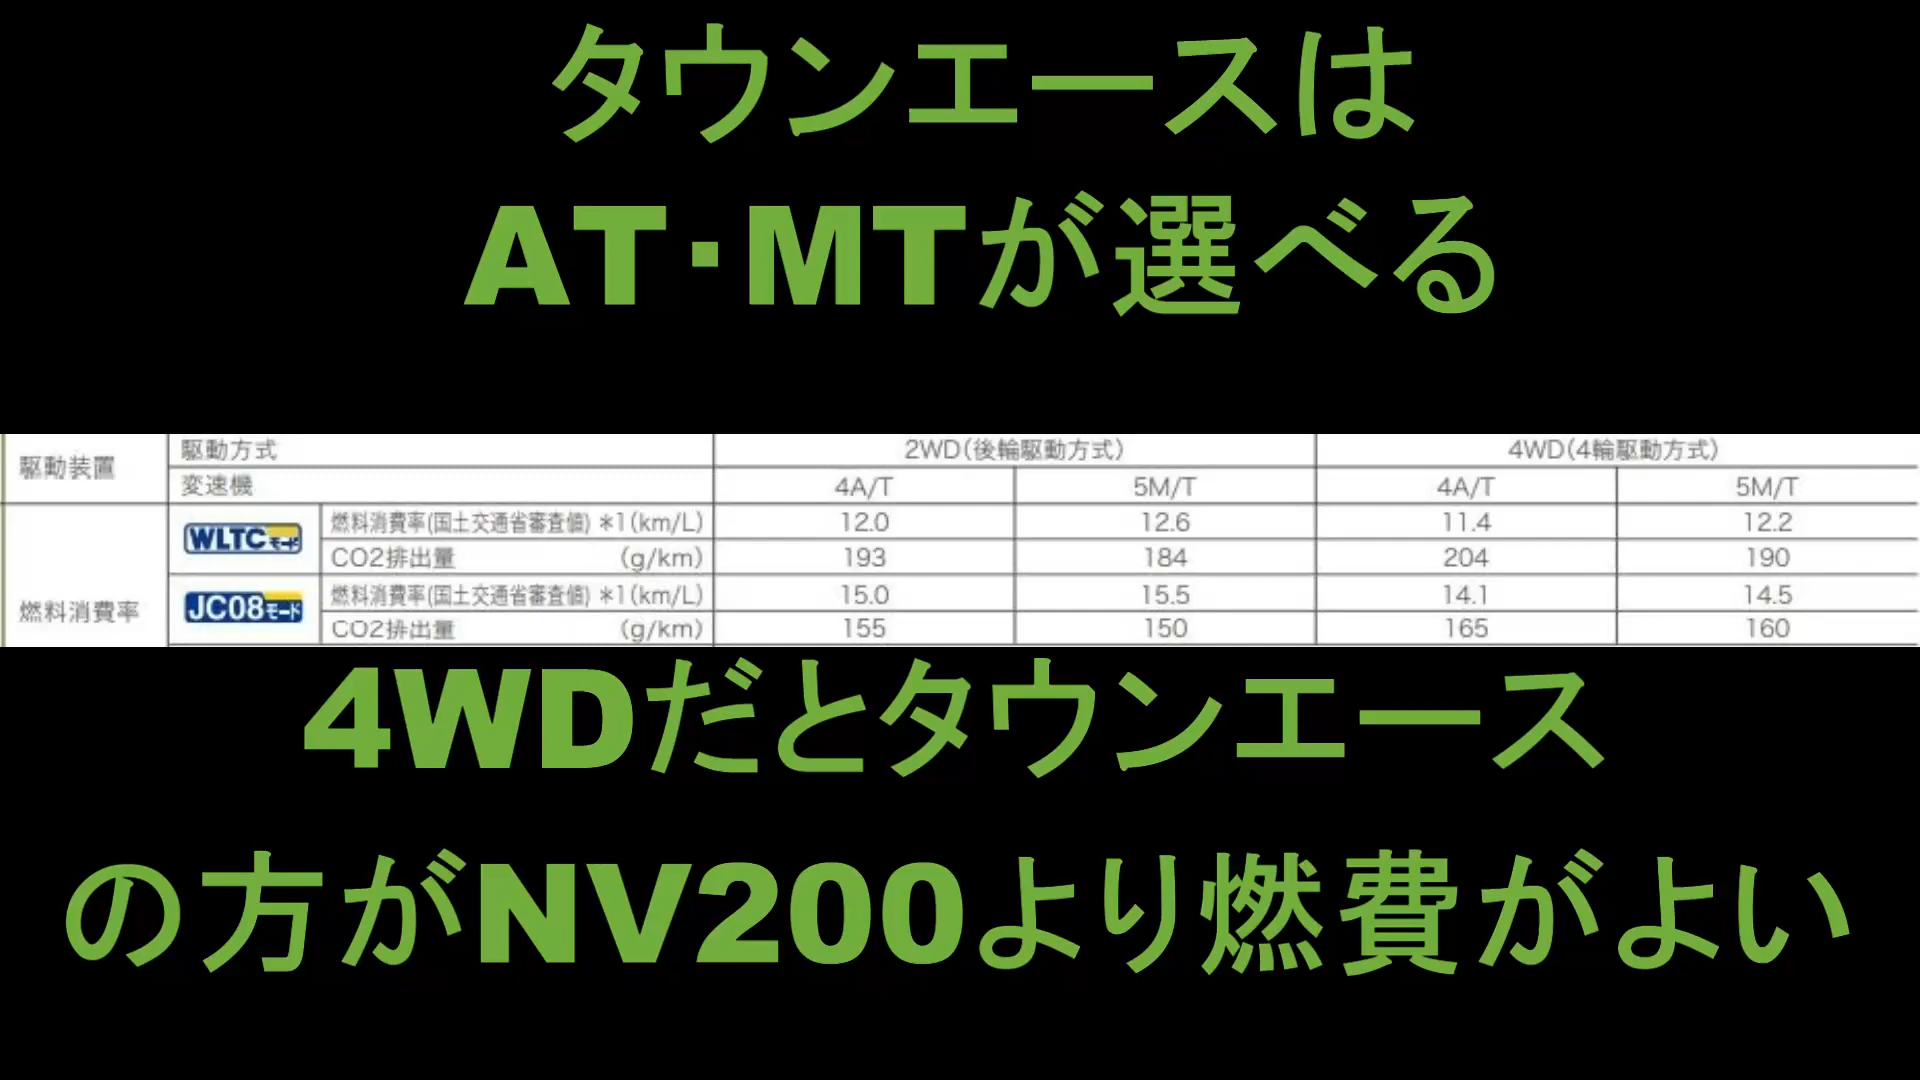 タウンエースは
AT・MTが選べる
駆動装置 駆動方式 2WD(後輪駆動方式) 4WD(4輪駆動方式)
変速機 4A/T 5M/T 4A/T 5M/T
燃料消費率 WLTCモード 燃料消費率(国土交通省審査値) *1(km/L) 12.0 12.6 11.4 12.2
CO2排出量 (g/km) 193 184 204 190
JC08モード 燃料消費率(国土交通省審査値) *1(km/L) 15.0 15.5 14.1 14.5
CO2排出量 (g/km) 155 150 165 160
4WDだとタウンエース
の方がNV200より燃費がよい